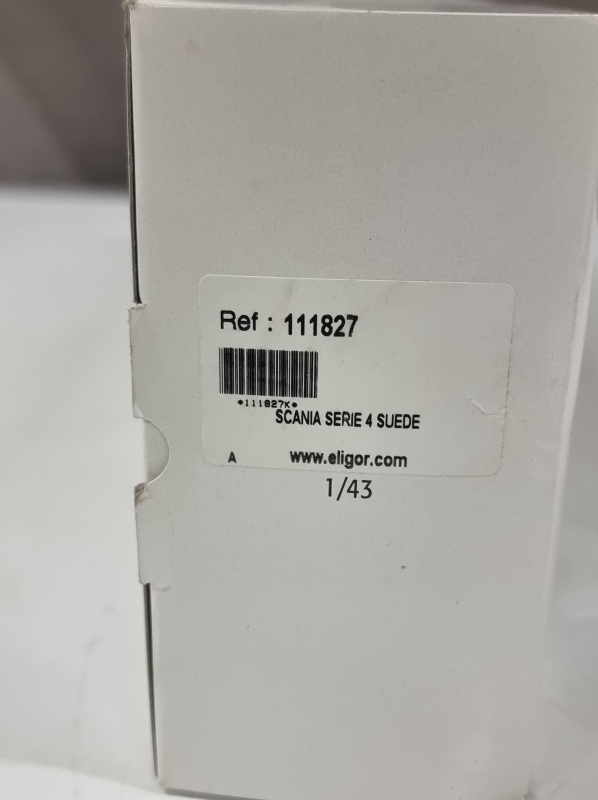 Ref : 111827
*111827K*
SCANIA SERIE 4 SUEDE
A www.eligor.com
1/43